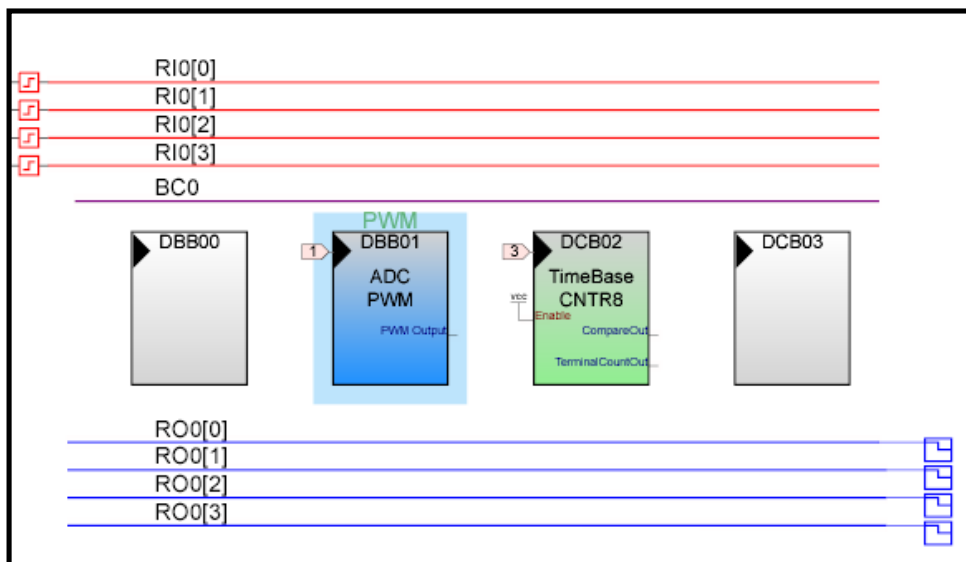 RI0[0]
RI0[1]
RI0[2]
RI0[3]
BC0
PWM
DBB00
1
DBB01
ADC
PWM
PWM Output
3
DCB02
TimeBase
CNTR8
vcc
Enable
CompareOut
TerminalCountOut
DCB03
RO0[0]
RO0[1]
RO0[2]
RO0[3]